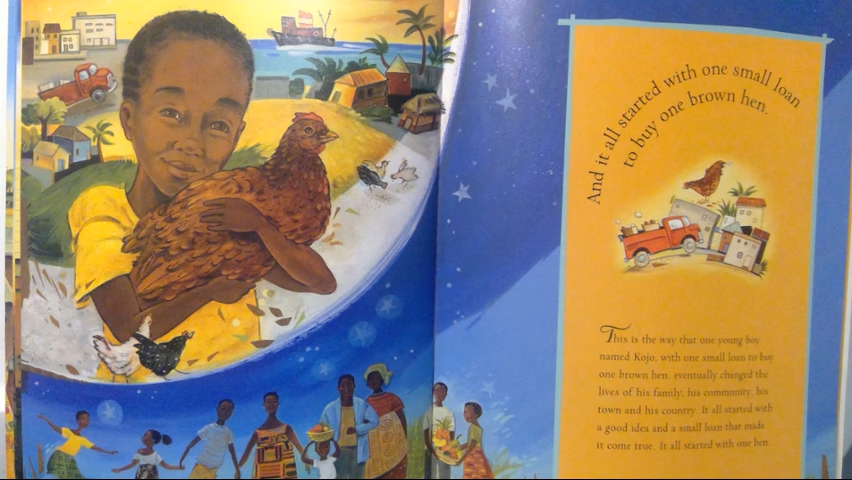 And it all started with one small loan
to buy one brown hen.
This is the way that one young boy
named Kojo, with one small loan to buy
one brown hen, eventually changed the
lives of his family, his community, his
town and his country. It all started with
a good idea and a small loan that made
it come true. It all started with one hen.